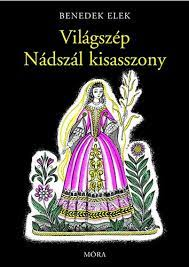 BENEDEK ELEK
Világszép
Nádszál kisasszony
MÓRA